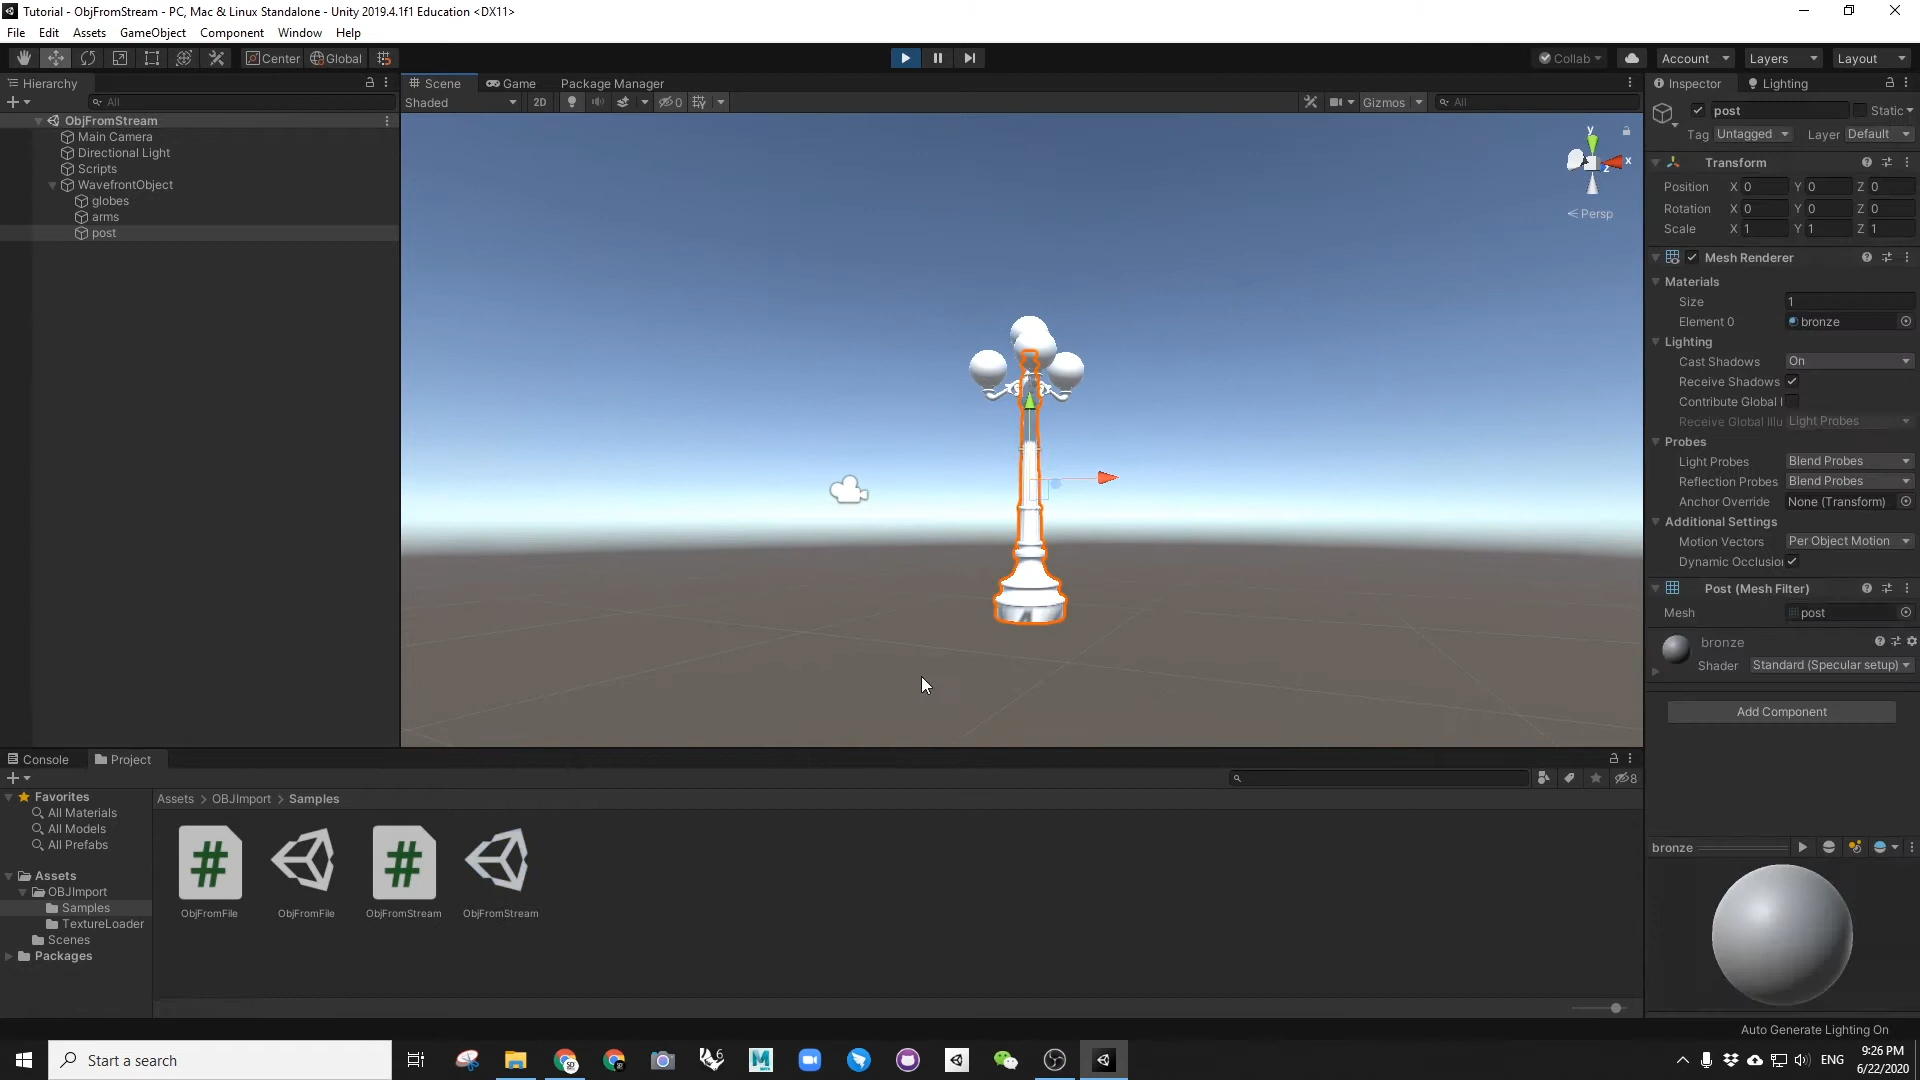 Tutorial - ObjFromStream - PC, Mac & Linux Standalone - Unity 2019.4.1f1 Education <DX11>
File Edit Assets GameObject Component Window Help
Center Global Collab Account Layers Layout
Hierarchy Scene Game Package Manager Inspector Lighting
All Shaded 2D 0 Gizmos All
post Static
Tag Untagged Layer Default
ObjFromStream
Main Camera
Directional Light
Scripts
WavefrontObject
globes
arms
post
y
x
z
Persp
Transform
Position X 0 Y 0 Z 0
Rotation X 0 Y 0 Z 0
Scale X 1 Y 1 Z 1
Mesh Renderer
Materials
Size 1
Element 0 bronze
Lighting
Cast Shadows On
Receive Shadows
Contribute Global I
Receive Global Illu Light Probes
Probes
Light Probes Blend Probes
Reflection Probes Blend Probes
Anchor Override None (Transform)
Additional Settings
Motion Vectors Per Object Motion
Dynamic Occlusion
Post (Mesh Filter)
Mesh post
bronze
Shader Standard (Specular setup)
Add Component
bronze
Console Project
8
Favorites
All Materials
All Models
All Prefabs
Assets
OBJImport
Samples
TextureLoader
Scenes
Packages
Assets > OBJImport > Samples
ObjFromFile ObjFromFile ObjFromStream ObjFromStream
Auto Generate Lighting On
Start a search
ENG
9:26 PM
6/22/2020